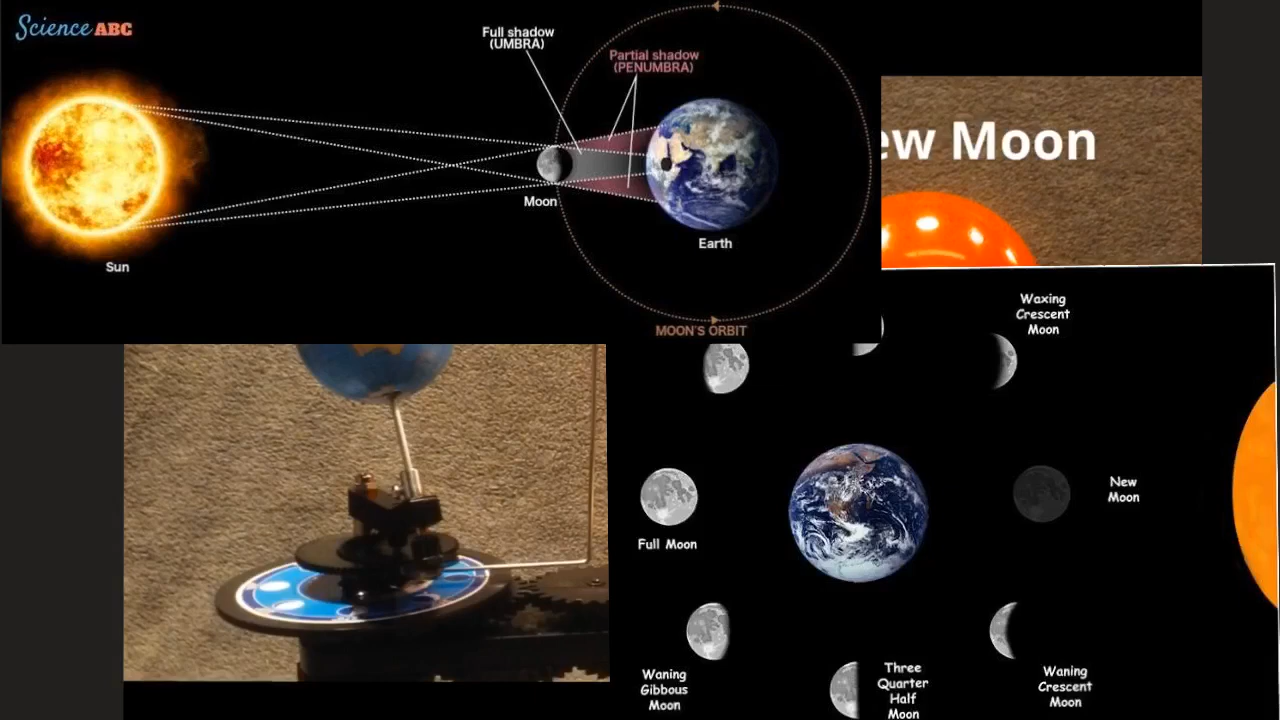 Science ABC
Full shadow
(UMBRA)
Partial shadow
(PENUMBRA)
Moon
Earth
Sun
MOON'S ORBIT
ew Moon
Waxing
Crescent
Moon
New
Moon
Full Moon
Waning
Gibbous
Moon
Three
Quarter
Half
Moon
Waning
Crescent
Moon